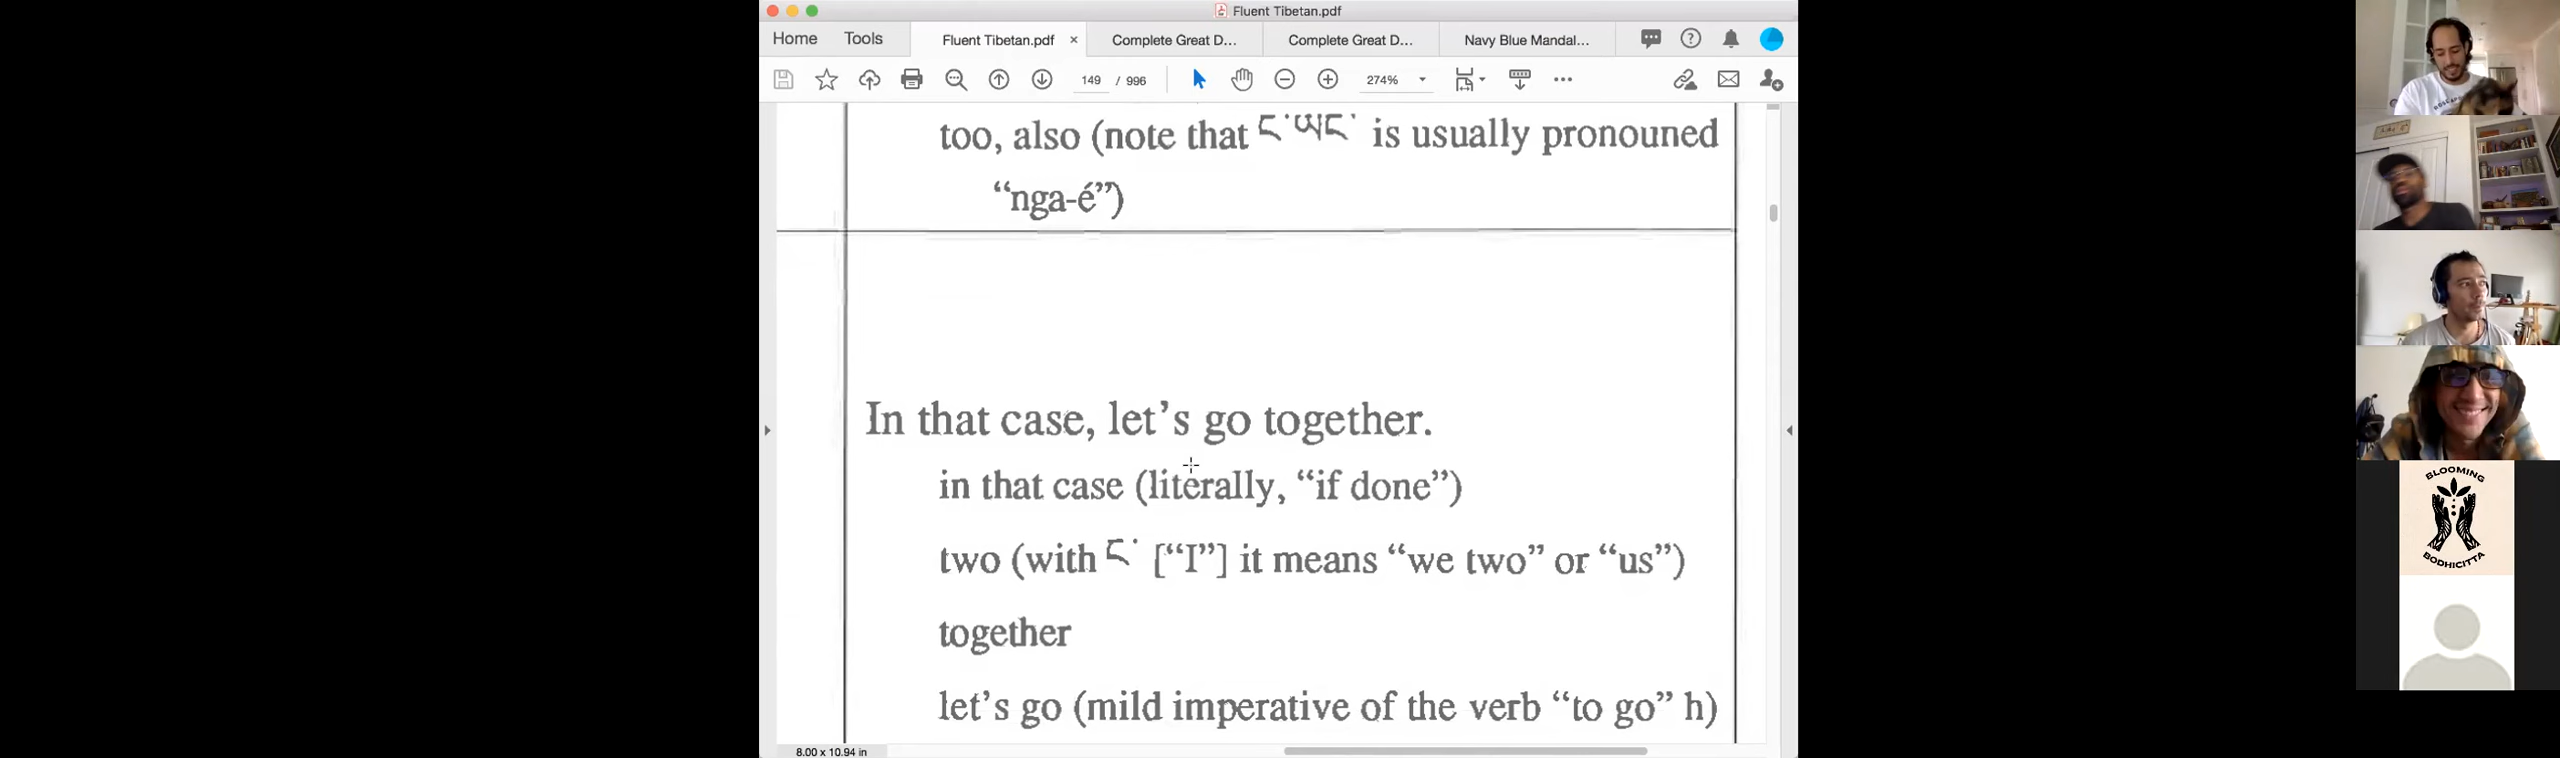 Fluent Tibetan.pdf
Home Tools Fluent Tibetan.pdf × Complete Great D... Complete Great D... Navy Blue Mandal...
149 / 996 274%
too, also (note that ང་ཡང་ is usually pronouned
“nga-é”)
In that case, let’s go together.
in that case (literally, “if done”)
two (with ང་ [“I”] it means “we two” or “us”)
together
let’s go (mild imperative of the verb “to go” h)
8.00 x 10.94 in
BLOOMING
BODHICITTA